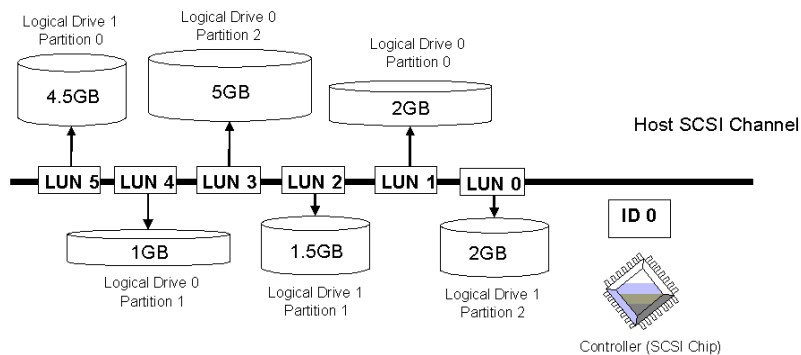 Logical Drive 1
Partition 0
4.5GB
Logical Drive 0
Partition 2
5GB
Logical Drive 0
Partition 0
2GB
Host SCSI Channel
LUN 5
LUN 4
LUN 3
LUN 2
LUN 1
LUN 0
ID 0
1GB
Logical Drive 0
Partition 1
1.5GB
Logical Drive 1
Partition 1
2GB
Logical Drive 1
Partition 2
Controller (SCSI Chip)